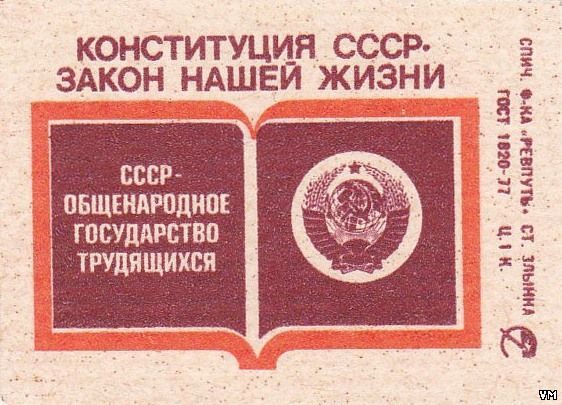 КОНСТИТУЦИЯ СССР-
ЗАКОН НАШЕЙ ЖИЗНИ
СССР-
ОБЩЕНАРОДНОЕ
ГОСУДАРСТВО
ТРУДЯЩИХСЯ
СПИЧ. Ф-КА „РЕВПУТЬ“ СТ. ЗЛЫНКА
ГОСТ 1820-77 Ц. 1 К.
VM